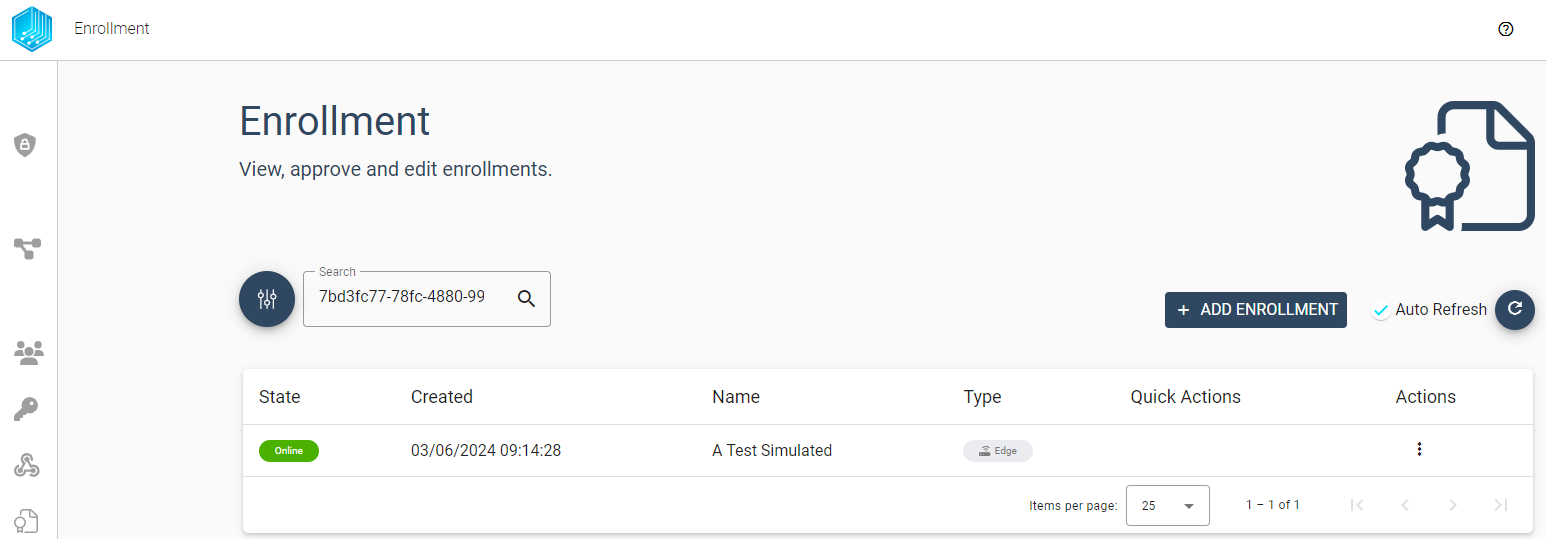 Enrollment
Enrollment
View, approve and edit enrollments.
Search
7bd3fc77-78fc-4880-99
+ ADD ENROLLMENT
Auto Refresh
State Created Name Type Quick Actions Actions
Online 03/06/2024 09:14:28 A Test Simulated Edge
Items per page: 25 1 – 1 of 1